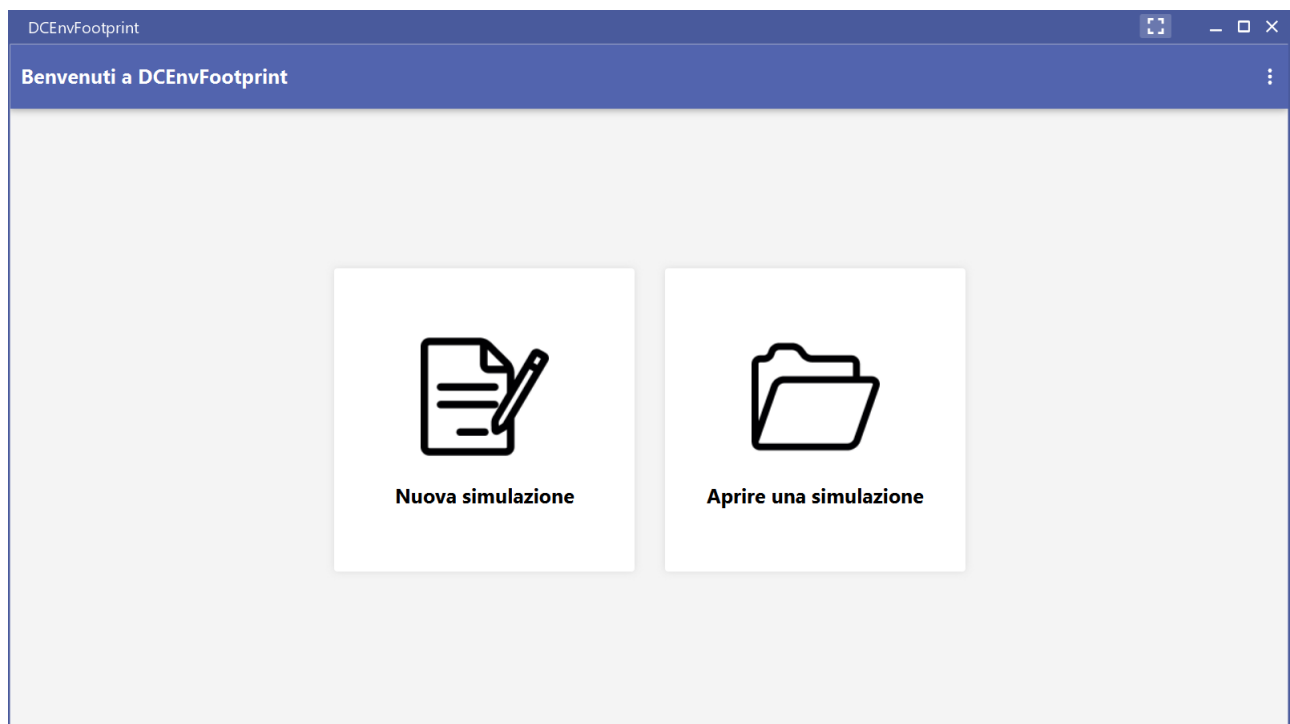 DCEnvFootprint
Benvenuti a DCEnvFootprint
Nuova simulazione
Aprire una simulazione